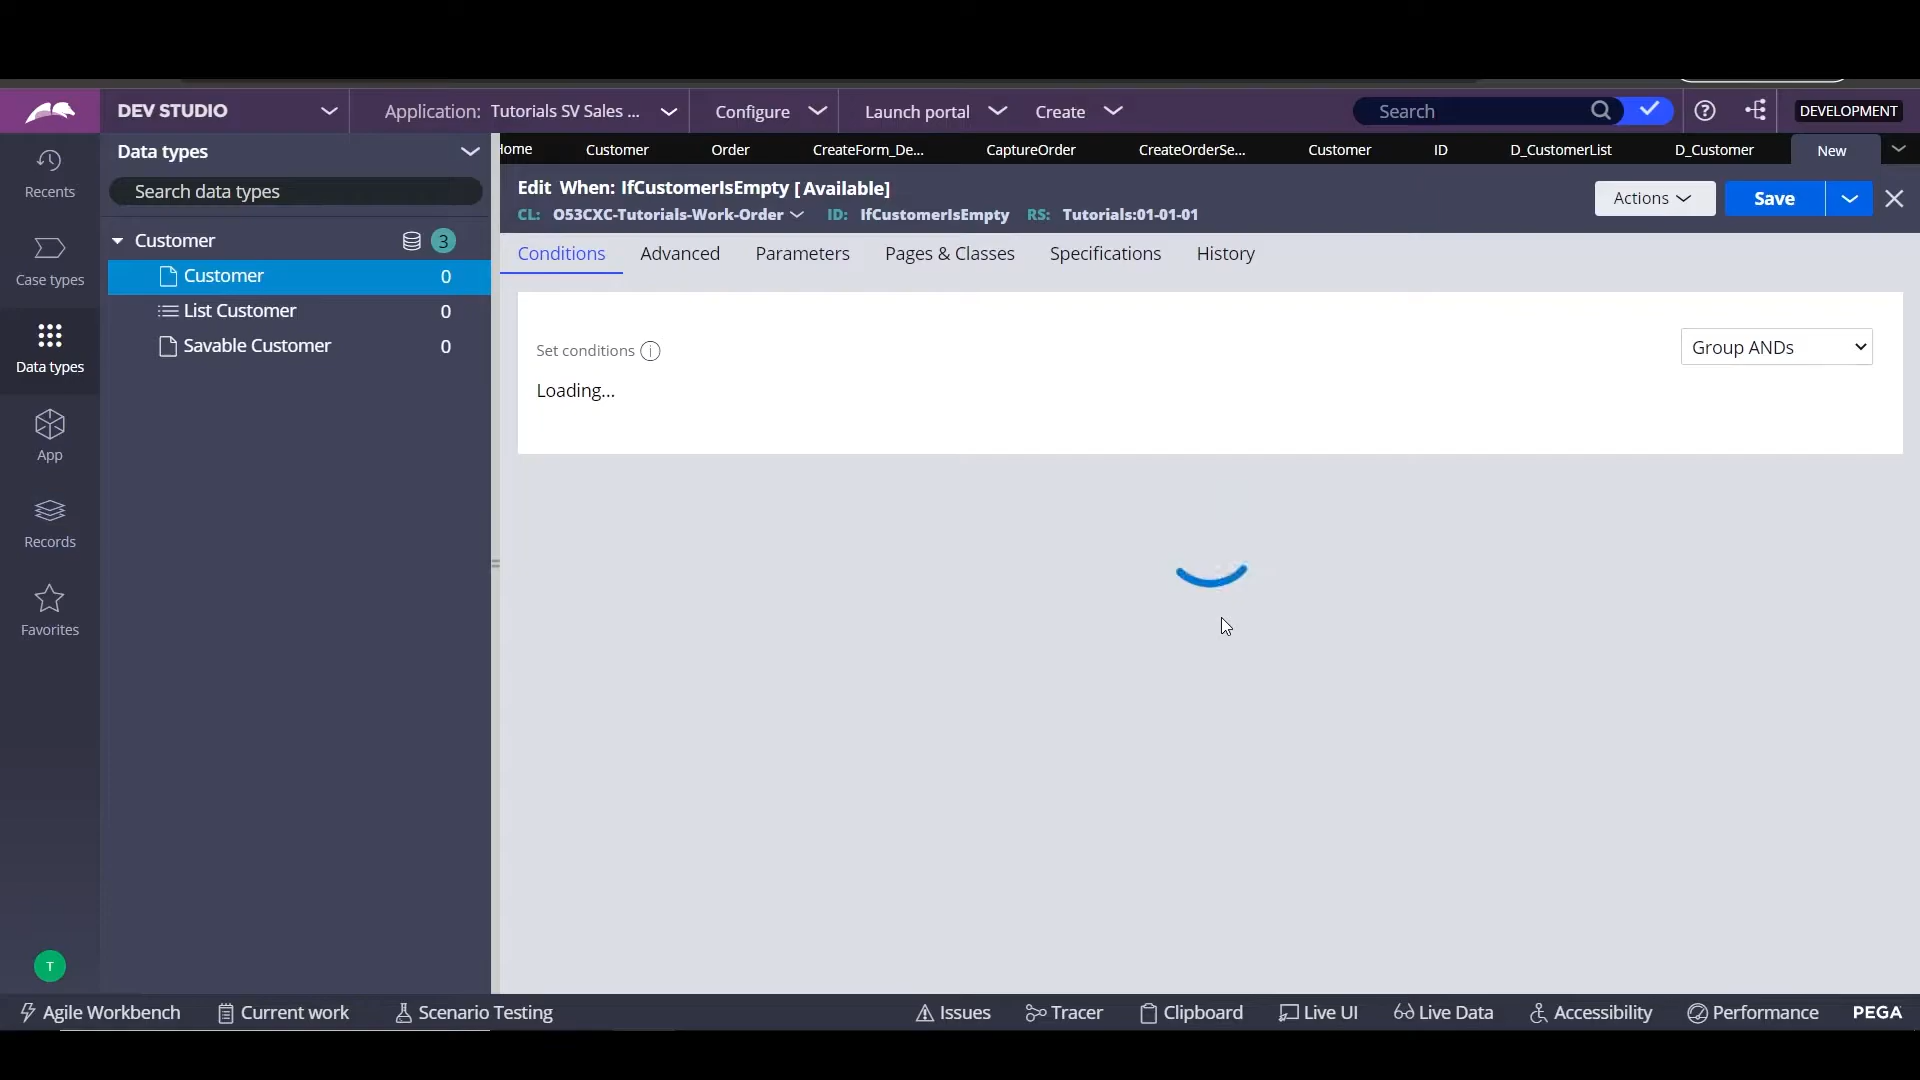 DEV STUDIO
Application: Tutorials SV Sales ...
Configure
Launch portal
Create
Search
DEVELOPMENT
Recents
Case types
Data types
App
Records
Favorites
T
Data types
Search data types
Customer 3
Customer 0
List Customer 0
Savable Customer 0
Home Customer Order CreateForm_De... CaptureOrder CreateOrderSe... Customer ID D_CustomerList D_Customer New
Edit When: IfCustomerIsEmpty [Available]
CL: O53CXC-Tutorials-Work-Order ID: IfCustomerIsEmpty RS: Tutorials:01-01-01
Actions
Save
Conditions Advanced Parameters Pages & Classes Specifications History
Set conditions
Group ANDs
Loading...
Agile Workbench Current work Scenario Testing Issues Tracer Clipboard Live UI Live Data Accessibility Performance PEGA